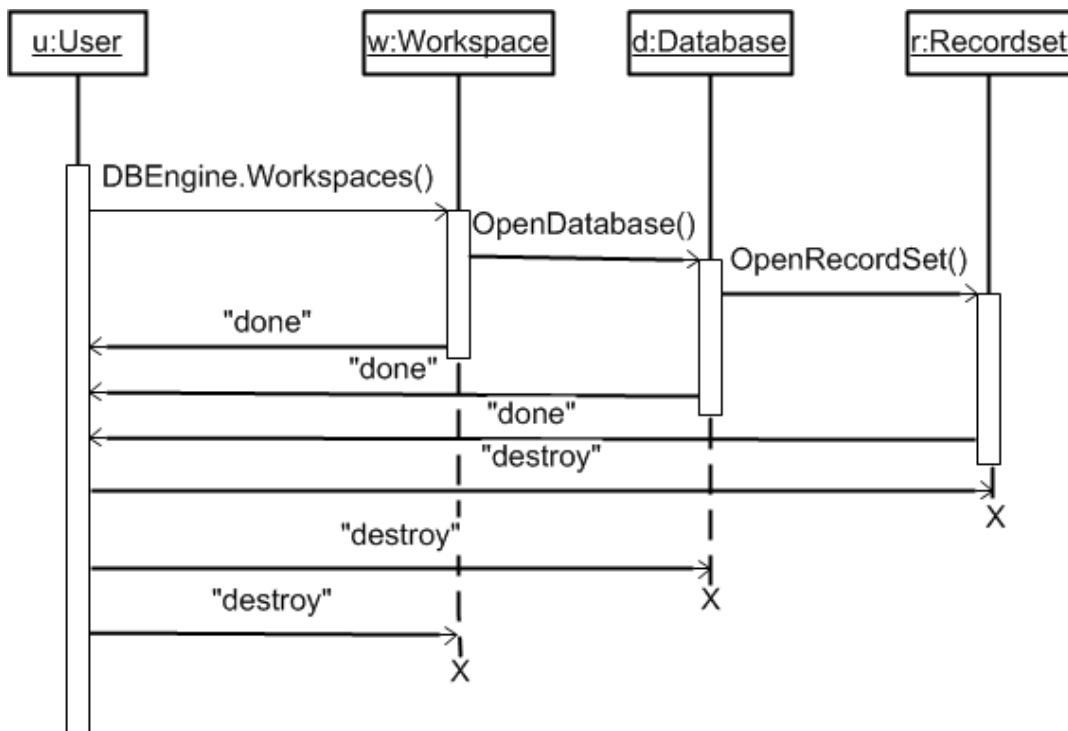 u:User
w:Workspace
d:Database
r:Recordset
DBEngine.Workspaces()
OpenDatabase()
OpenRecordSet()
"done"
"done"
"done"
"destroy"
X
"destroy"
X
"destroy"
X